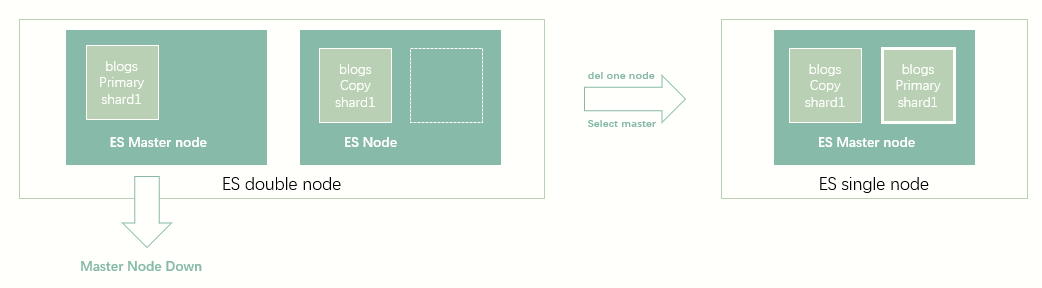 blogs
Primary
shard1
ES Master node
blogs
Copy
shard1
ES Node
ES double node
Master Node Down
del one node
Select master
blogs
Copy
shard1
blogs
Primary
shard1
ES Master node
ES single node